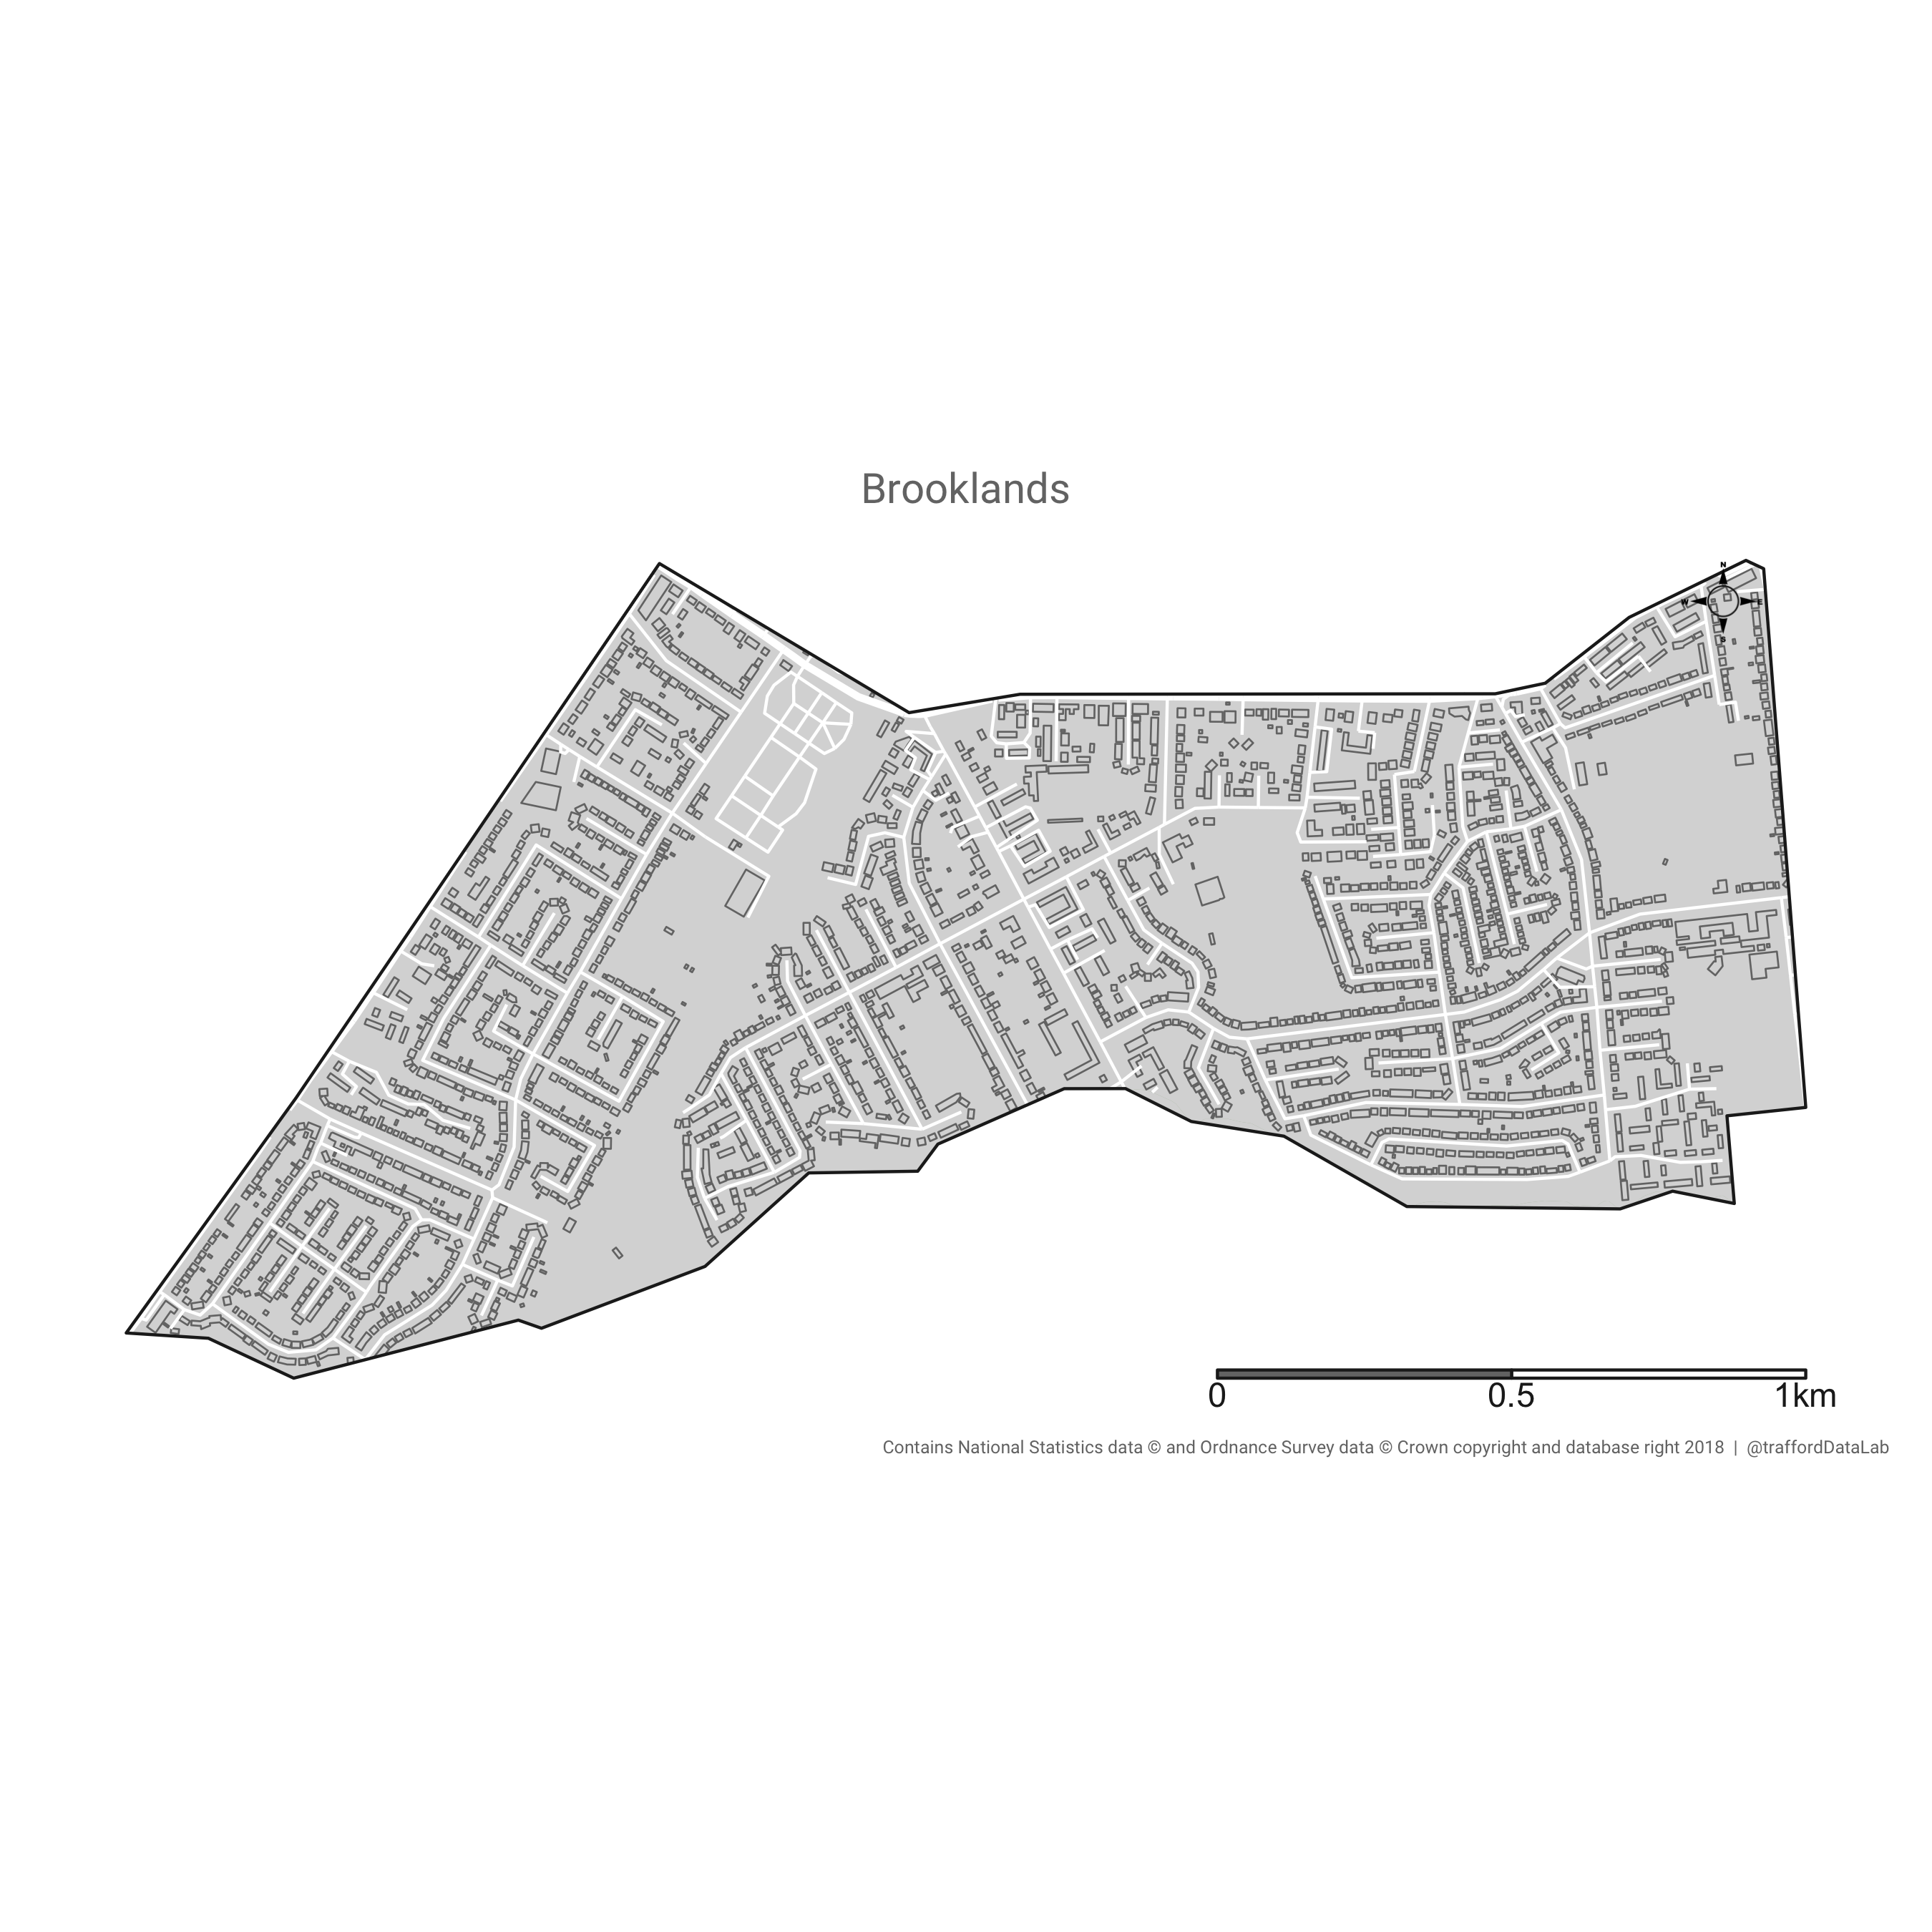 Brooklands
N
W E
S
0 0.5 1km
Contains National Statistics data © and Ordnance Survey data © Crown copyright and database right 2018 | @traffordDataLab